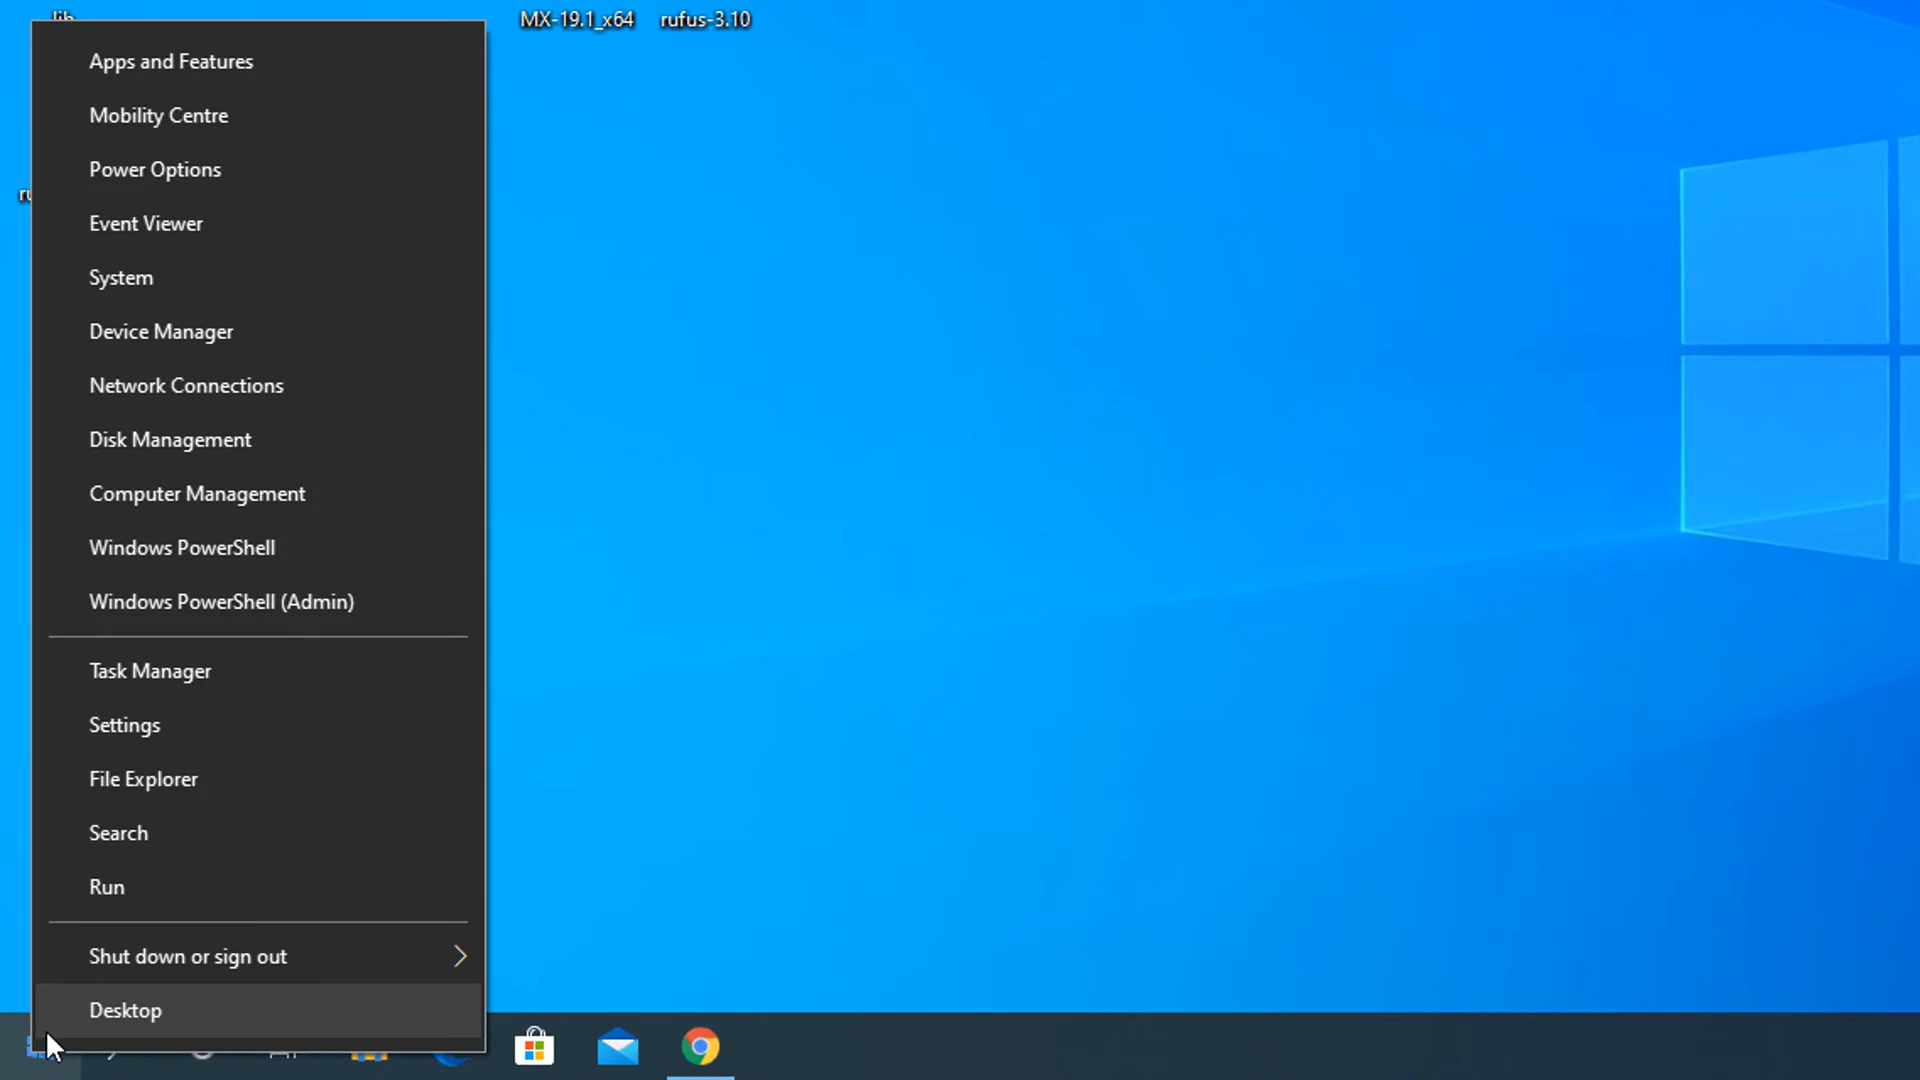 lib
MX-19.1_x64
rufus-3.10
Apps and Features
Mobility Centre
Power Options
Event Viewer
System
Device Manager
Network Connections
Disk Management
Computer Management
Windows PowerShell
Windows PowerShell (Admin)
Task Manager
Settings
File Explorer
Search
Run
Shut down or sign out
Desktop